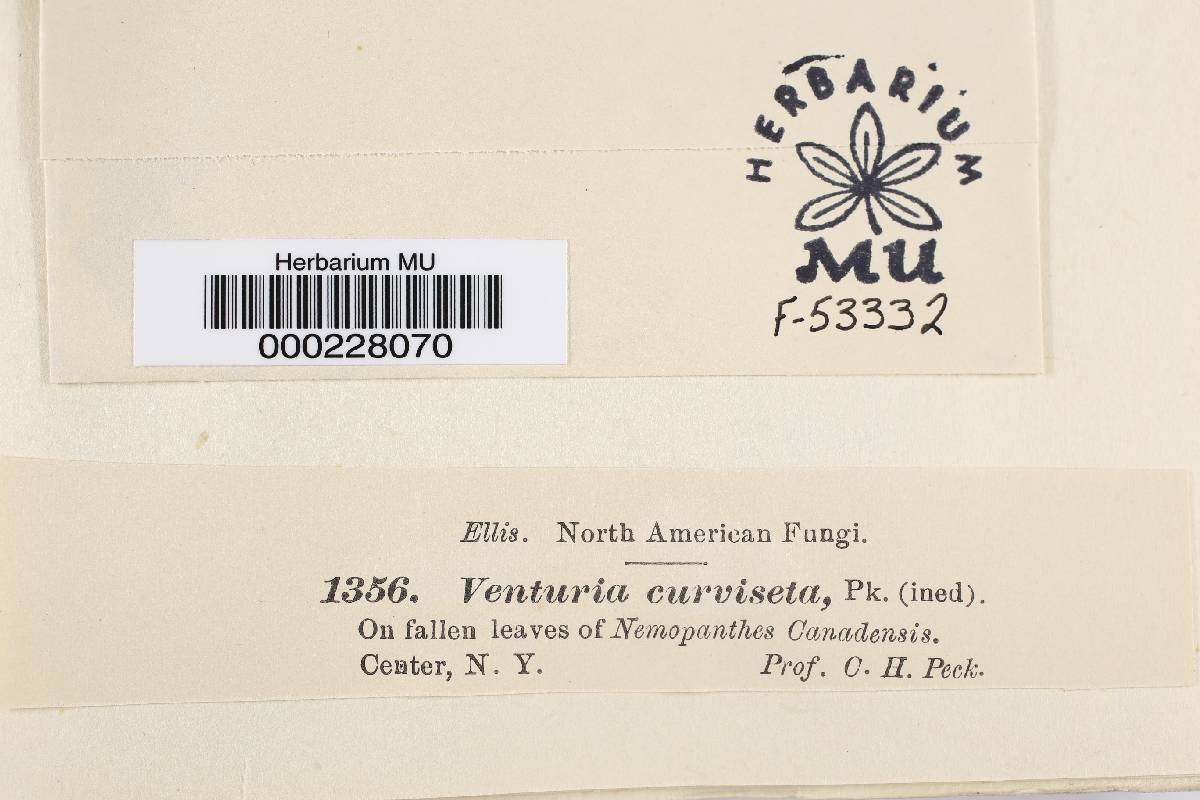 HERBARIUM
MU
F-53332
Herbarium MU
000228070
Ellis. North American Fungi.
1356. Venturia curviseta, Pk. (ined).
On fallen leaves of Nemopanthes Canadensis.
Center, N. Y. Prof. C. H. Peck.